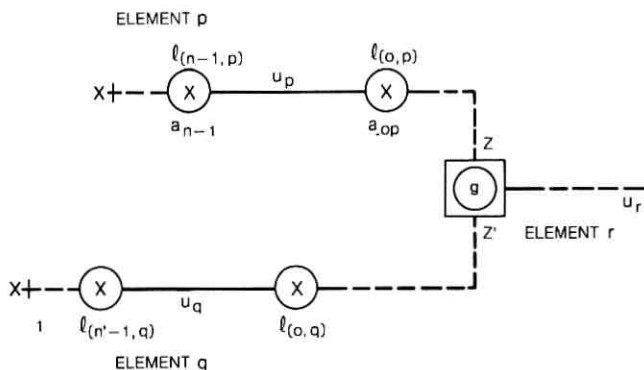 ELEMENT p
ℓ(n-1,p) ℓ(o,p)
X X u_p X
a_n-1 a_op
Z
g
u_r
Z' ELEMENT r
X X u_q X
1 ℓ(n'-1,q) ℓ(o,q)
ELEMENT q